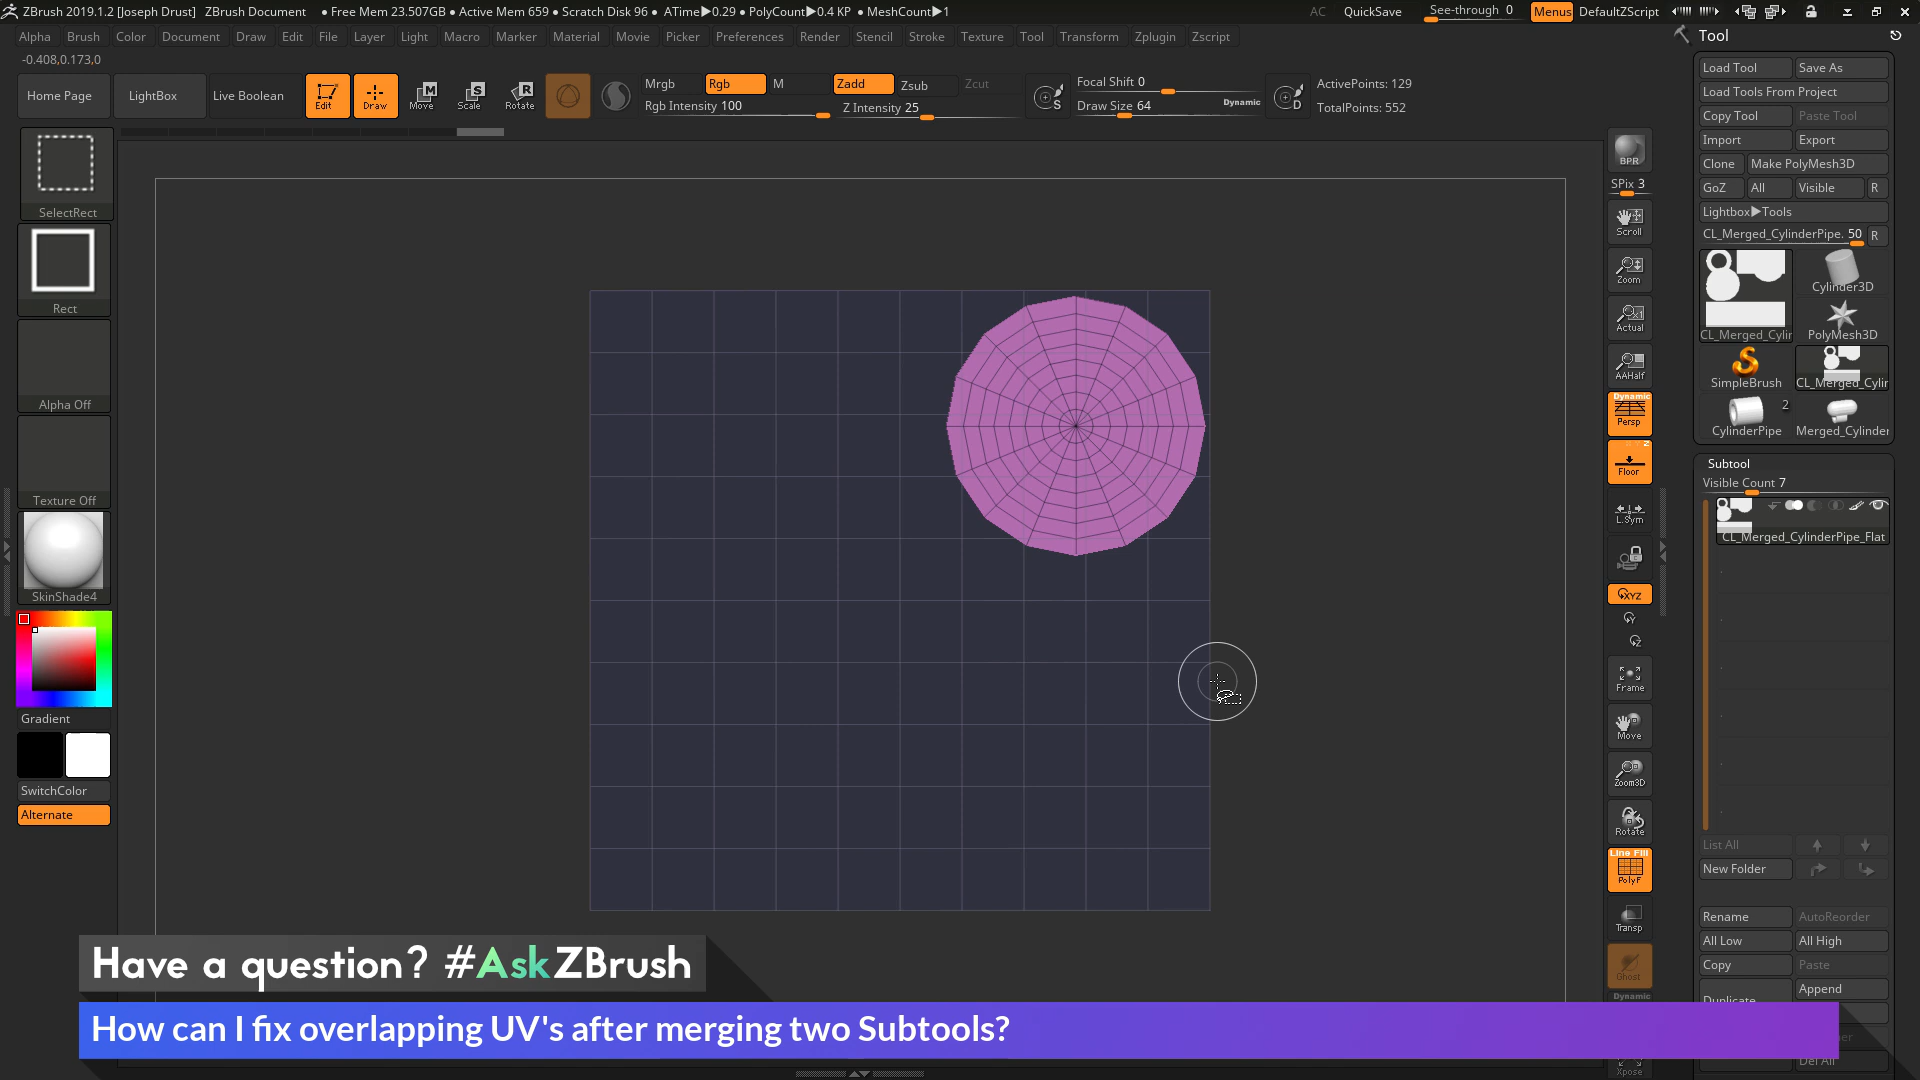 ZBrush 2019.1.2 [Joseph Drust] ZBrush Document • Free Mem 23.507GB • Active Mem 659 • Scratch Disk 96 • ATime▶0.29 • PolyCount▶0.4 KP • MeshCount▶1 AC QuickSave See-through 0 Menus DefaultZScript
Alpha Brush Color Document Draw Edit File Layer Light Macro Marker Material Movie Picker Preferences Render Stencil Stroke Texture Tool Transform Zplugin Zscript
Tool
-0.408,0.173,0
Home Page LightBox Live Boolean Edit Draw Move Scale Rotate
Mrgb Rgb M Zadd Zsub Zcut
Rgb Intensity 100 Z Intensity 25
S Focal Shift 0
Draw Size 64 Dynamic D
ActivePoints: 129
TotalPoints: 552
SelectRect
Rect
Alpha Off
Texture Off
SkinShade4
Gradient
SwitchColor
Alternate
BPR
SPix 3
Scroll
Zoom
Actual
AAHalf
Dynamic
Persp
Floor
L.Sym
XYZ
Y
Z
Frame
Move
Zoom3D
Rotate
Line Fill
PolyF
Transp
Ghost
Dynamic
Xpose
Load Tool Save As
Load Tools From Project
Copy Tool Paste Tool
Import Export
Clone Make PolyMesh3D
GoZ All Visible R
Lightbox▶Tools
CL_Merged_CylinderPipe. 50 R
CL_Merged_Cylir Cylinder3D
PolyMesh3D
SimpleBrush CL_Merged_Cylir
CylinderPipe 2 Merged_Cylinder
Subtool
Visible Count 7
CL_Merged_CylinderPipe_Flat
List All
New Folder
Rename AutoReorder
All Low All High
Copy Paste
Duplicate Append
Del All
Have a question? #AskZBrush
How can I fix overlapping UV's after merging two Subtools?